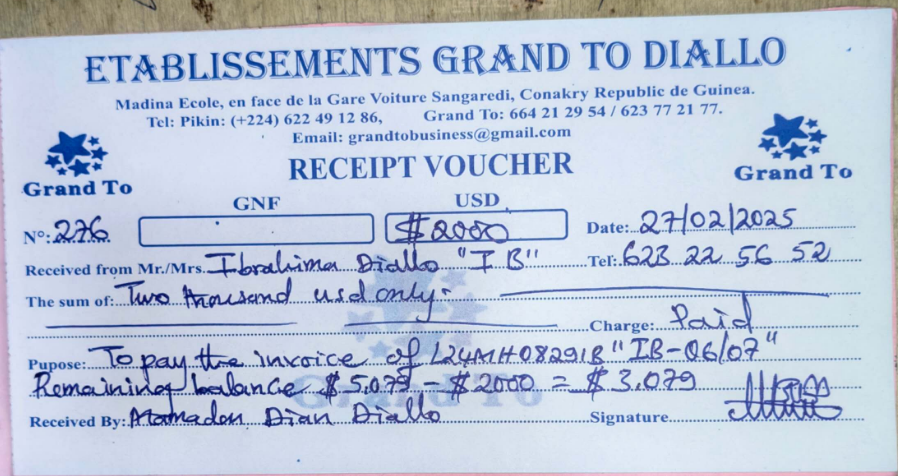 ETABLISSEMENTS GRAND TO DIALLO
Madina Ecole, en face de la Gare Voiture Sangaredi, Conakry Republic de Guinea.
Tel: Pikin: (+224) 622 49 12 86, Grand To: 664 21 29 54 / 623 77 21 77.
Email: grandtobusiness@gmail.com
RECEIPT VOUCHER
Grand To
Grand To
GNF USD
N°: 276 $2000 Date: 27/02/2025
Received from Mr./Mrs. Ibrahima Diallo "IB" Tel: 623 22 56 52
The sum of: Two thousand usd only.
Charge: Paid
Pupose: To pay the invoice of L24MH08291B "IB-06/07"
Remaining balance $5.079 - $2000 = $3.079
Received By: Mamadou Dian Diallo Signature